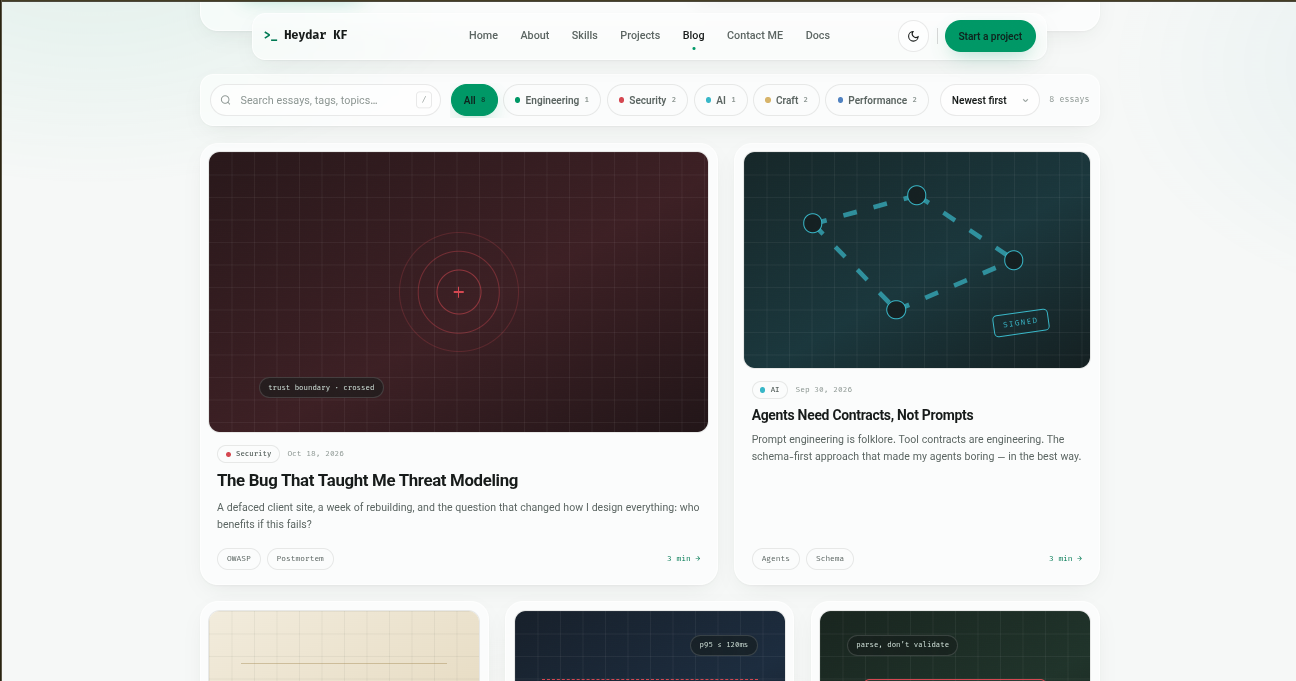 >_ Heydar KF
Home About Skills Projects Blog Contact ME Docs
Start a project
Search essays, tags, topics… /
All 8 Engineering 1 Security 2 AI 1 Craft 2 Performance 2
Newest first
8 essays
trust boundary · crossed
Security Oct 18, 2026
The Bug That Taught Me Threat Modeling
A defaced client site, a week of rebuilding, and the question that changed how I design everything: who
benefits if this fails?
OWASP Postmortem 3 min →
SIGNED
AI Sep 30, 2026
Agents Need Contracts, Not Prompts
Prompt engineering is folklore. Tool contracts are engineering. The
schema-first approach that made my agents boring — in the best way.
Agents Schema 3 min →
p95 ≤ 120ms
parse, don't validate